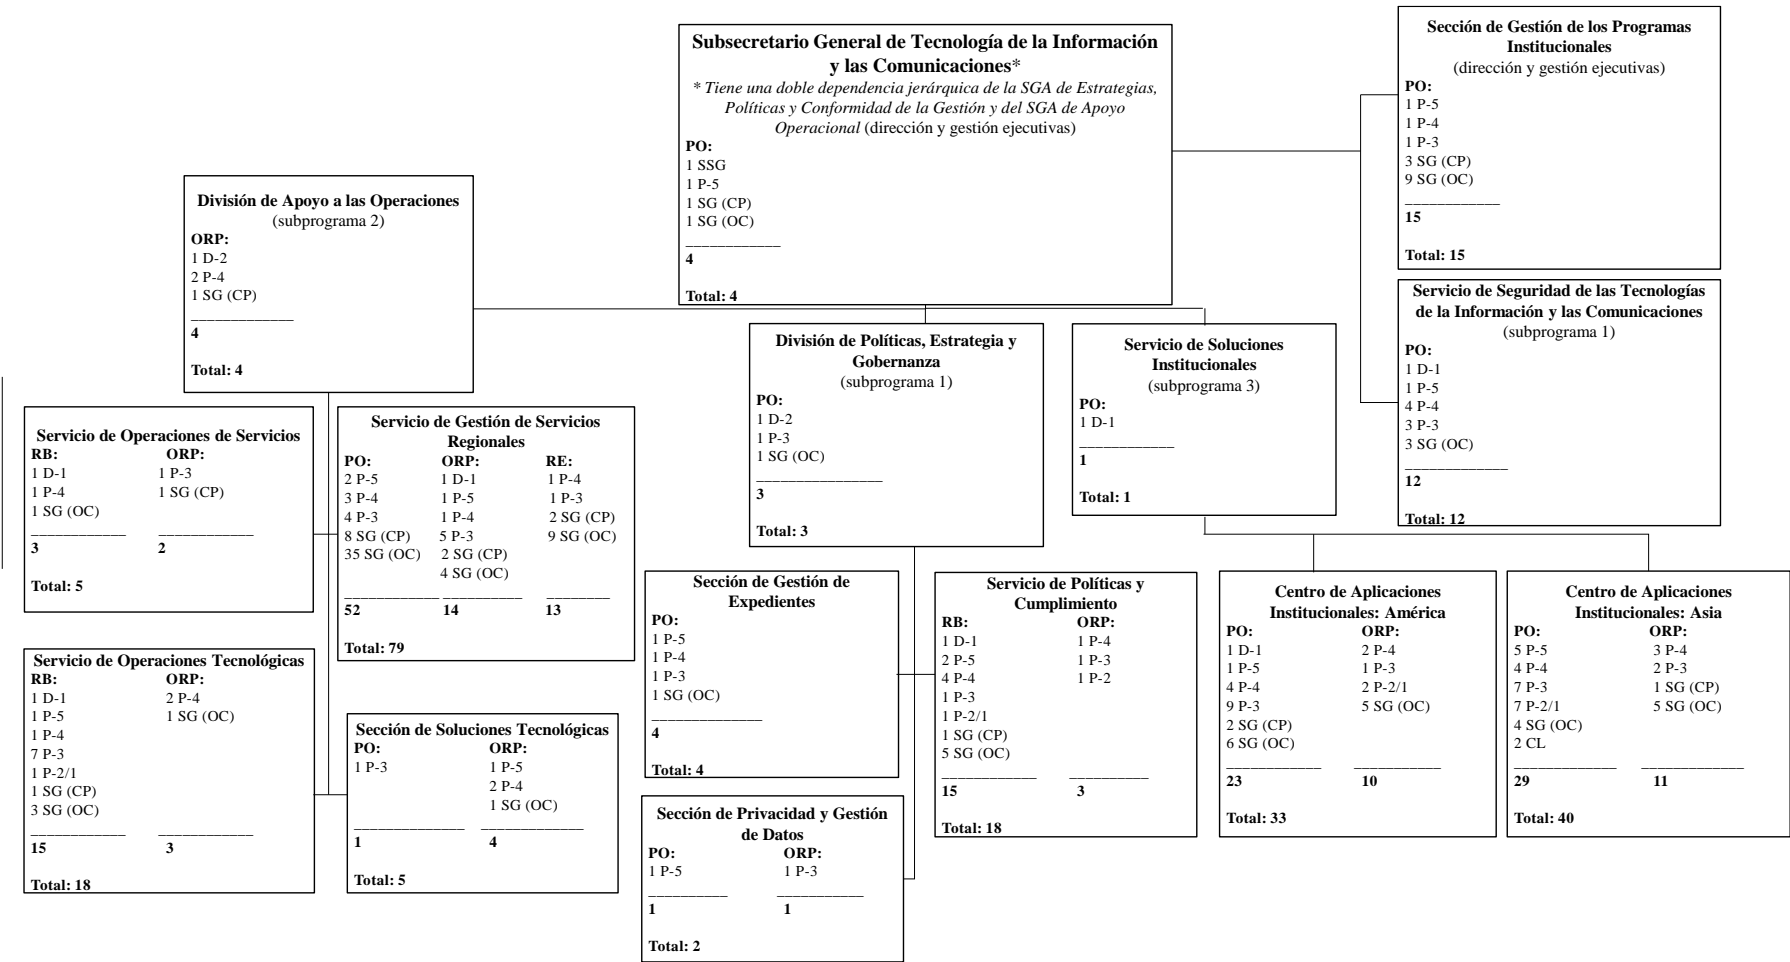 Subsecretario General de Tecnología de la Información
y las Comunicaciones*
* Tiene una doble dependencia jerárquica de la SGA de Estrategias,
Políticas y Conformidad de la Gestión y del SGA de Apoyo
Operacional (dirección y gestión ejecutivas)
PO:
1 SSG
1 P-5
1 SG (CP)
1 SG (OC)
4
Total: 4
Sección de Gestión de los Programas
Institucionales
(dirección y gestión ejecutivas)
PO:
1 P-5
1 P-4
1 P-3
3 SG (CP)
9 SG (OC)
15
Total: 15
Servicio de Seguridad de las Tecnologías
de la Información y las Comunicaciones
(subprograma 1)
PO:
1 D-1
1 P-5
4 P-4
3 P-3
3 SG (OC)
12
Total: 12
División de Apoyo a las Operaciones
(subprograma 2)
ORP:
1 D-2
2 P-4
1 SG (CP)
4
Total: 4
División de Políticas, Estrategia y
Gobernanza
(subprograma 1)
PO:
1 D-2
1 P-3
1 SG (OC)
3
Total: 3
Servicio de Soluciones
Institucionales
(subprograma 3)
PO:
1 D-1
1
Total: 1
Servicio de Operaciones de Servicios
RB: ORP:
1 D-1 1 P-3
1 P-4 1 SG (CP)
1 SG (OC)
3 2
Total: 5
Servicio de Gestión de Servicios
Regionales
PO: ORP: RE:
2 P-5 1 D-1 1 P-4
3 P-4 1 P-5 1 P-3
4 P-3 1 P-4 2 SG (CP)
8 SG (CP) 5 P-3 9 SG (OC)
35 SG (OC) 2 SG (CP)
4 SG (OC)
52 14 13
Total: 79
Servicio de Operaciones Tecnológicas
RB: ORP:
1 D-1 2 P-4
1 P-5 1 SG (OC)
1 P-4
7 P-3
1 P-2/1
1 SG (CP)
3 SG (OC)
15 3
Total: 18
Sección de Soluciones Tecnológicas
PO: ORP:
1 P-3 1 P-5
2 P-4
1 SG (OC)
1 4
Total: 5
Sección de Gestión de
Expedientes
PO:
1 P-5
1 P-4
1 P-3
1 SG (OC)
4
Total: 4
Servicio de Políticas y
Cumplimiento
RB: ORP:
1 D-1 1 P-4
2 P-5 1 P-3
4 P-4 1 P-2
1 P-3
1 P-2/1
1 SG (CP)
5 SG (OC)
15 3
Total: 18
Sección de Privacidad y Gestión
de Datos
PO: ORP:
1 P-5 1 P-3
1 1
Total: 2
Centro de Aplicaciones
Institucionales: América
PO: ORP:
1 D-1 2 P-4
1 P-5 1 P-3
4 P-4 2 P-2/1
9 P-3 5 SG (OC)
2 SG (CP)
6 SG (OC)
23 10
Total: 33
Centro de Aplicaciones
Institucionales: Asia
PO: ORP:
5 P-5 3 P-4
4 P-4 2 P-3
7 P-3 1 SG (CP)
7 P-2/1 5 SG (OC)
4 SG (OC)
2 CL
29 11
Total: 40